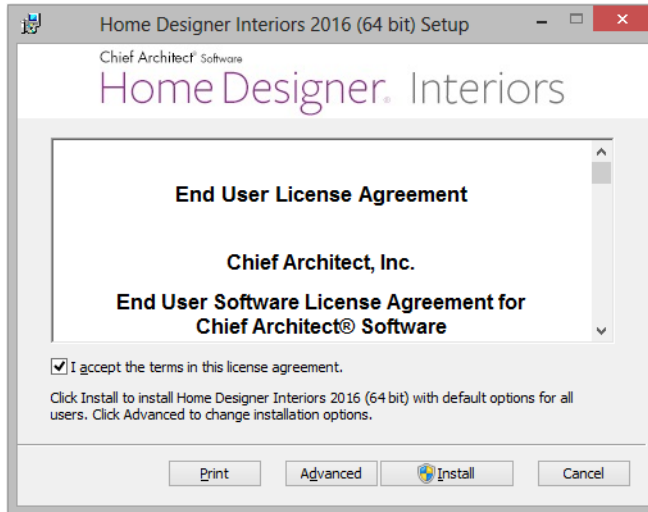 Home Designer Interiors 2016 (64 bit) Setup
Chief Architect® Software
Home Designer® Interiors
End User License Agreement
Chief Architect, Inc.
End User Software License Agreement for
Chief Architect® Software
I accept the terms in this license agreement.
Click Install to install Home Designer Interiors 2016 (64 bit) with default options for all
users. Click Advanced to change installation options.
Print Advanced Install Cancel